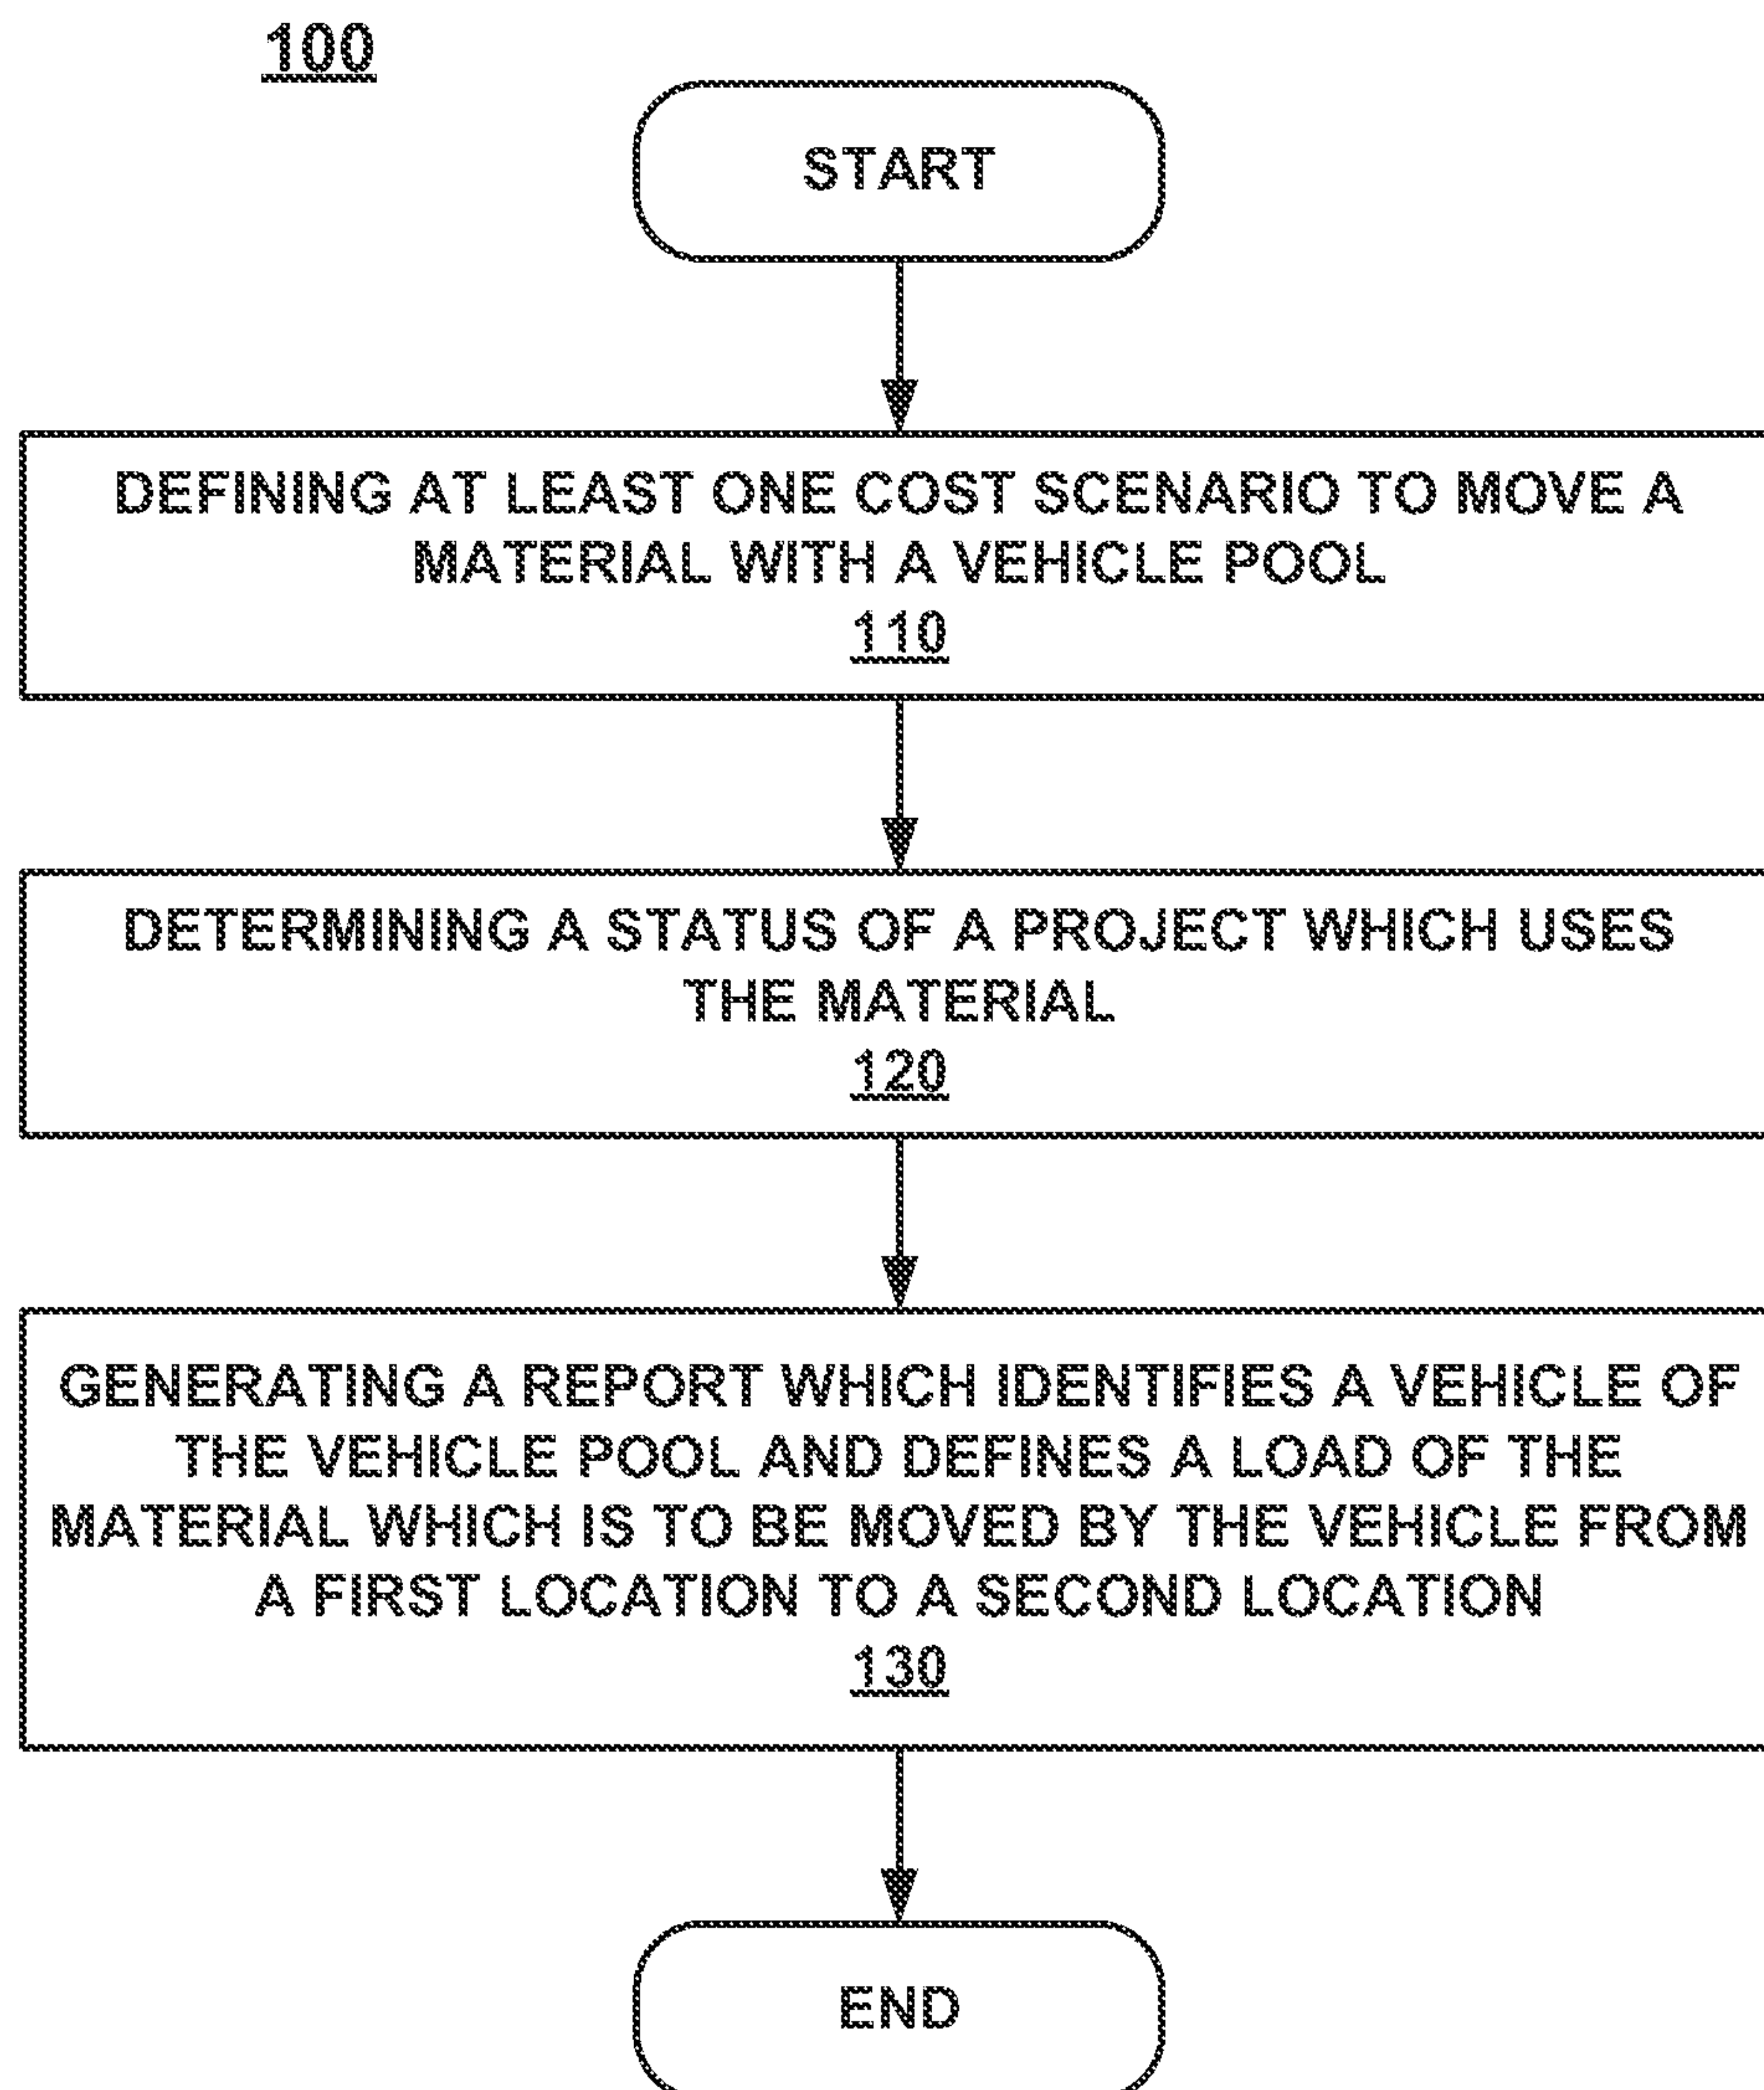 100
START
DEFINING AT LEAST ONE COST SCENARIO TO MOVE A
MATERIAL WITH A VEHICLE POOL
110
DETERMINING A STATUS OF A PROJECT WHICH USES
THE MATERIAL
120
GENERATING A REPORT WHICH IDENTIFIES A VEHICLE OF
THE VEHICLE POOL AND DEFINES A LOAD OF THE
MATERIAL WHICH IS TO BE MOVED BY THE VEHICLE FROM
A FIRST LOCATION TO A SECOND LOCATION
130
END